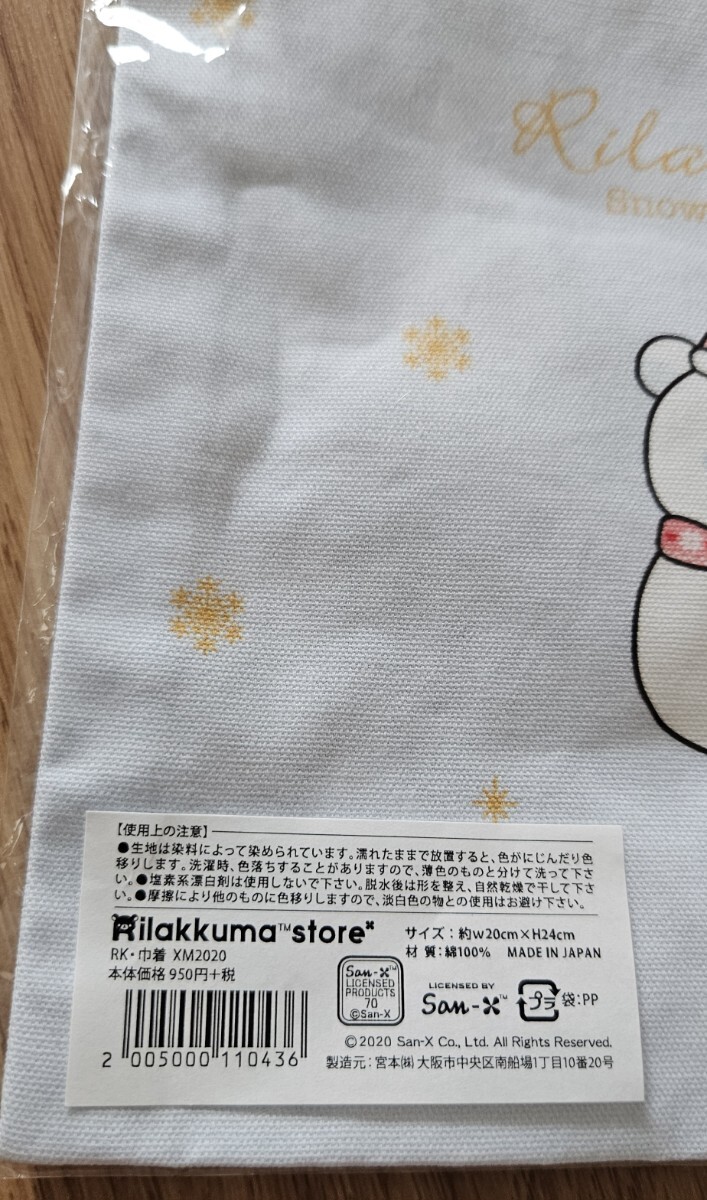 Rila
Snow
【使用上の注意】
●生地は染料によって染められています。濡れたままで放置すると、色がにじんだり色
移りします。洗濯時、色落ちすることがありますので、薄色のものと分けて洗って下さ
い。●塩素系漂白剤は使用しないで下さい。脱水後は形を整え、自然乾燥で干して下さ
い。●摩擦により他のものに色移りしますので、淡白色の物との使用はお避け下さい。
Rilakkuma™store
サイズ：約W20cm×H24cm
RK・巾着 XM2020
材 質：綿100% MADE IN JAPAN
本体価格 950円+税
San-X™
LICENSED
PRODUCTS
70
©San-X
LICENSED BY
San-X™
プラ 袋：PP
2 005000 110436
©2020 San-X Co., Ltd. All Rights Reserved.
製造元：宮本㈱ 大阪市中央区南船場1丁目10番20号